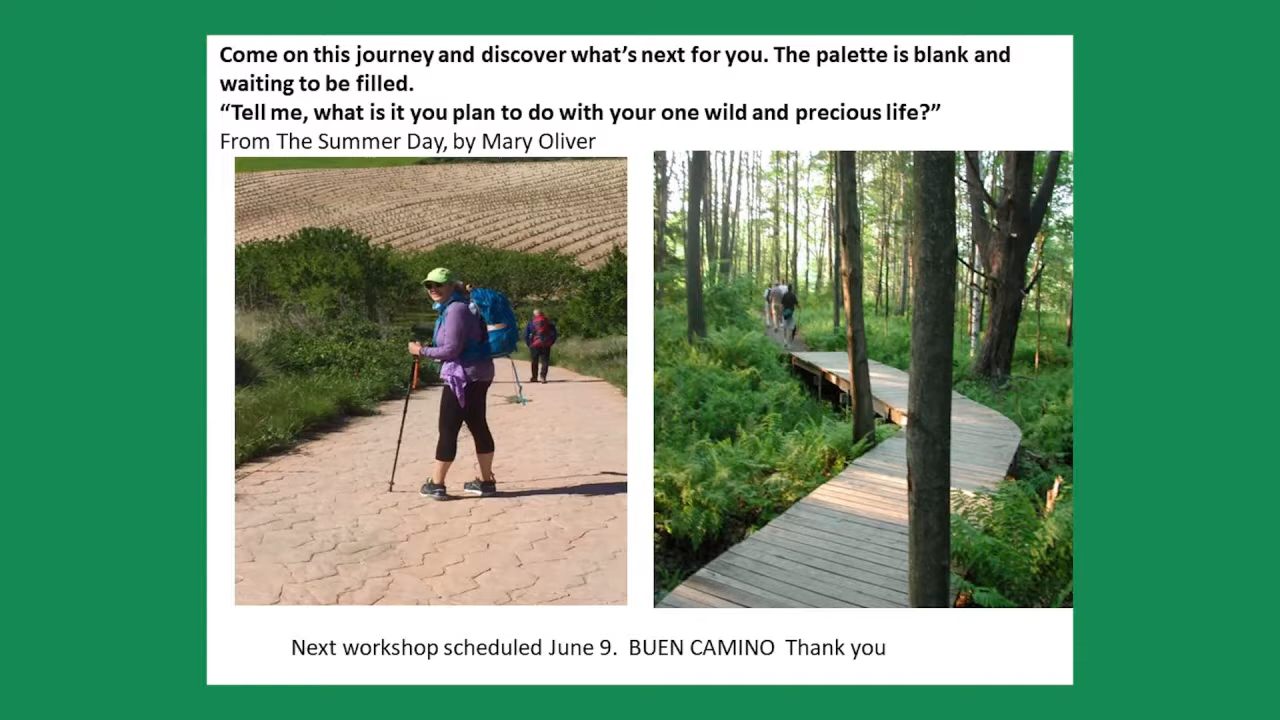 Come on this journey and discover what’s next for you. The palette is blank and
waiting to be filled.
“Tell me, what is it you plan to do with your one wild and precious life?”
From The Summer Day, by Mary Oliver
Next workshop scheduled June 9.  BUEN CAMINO  Thank you